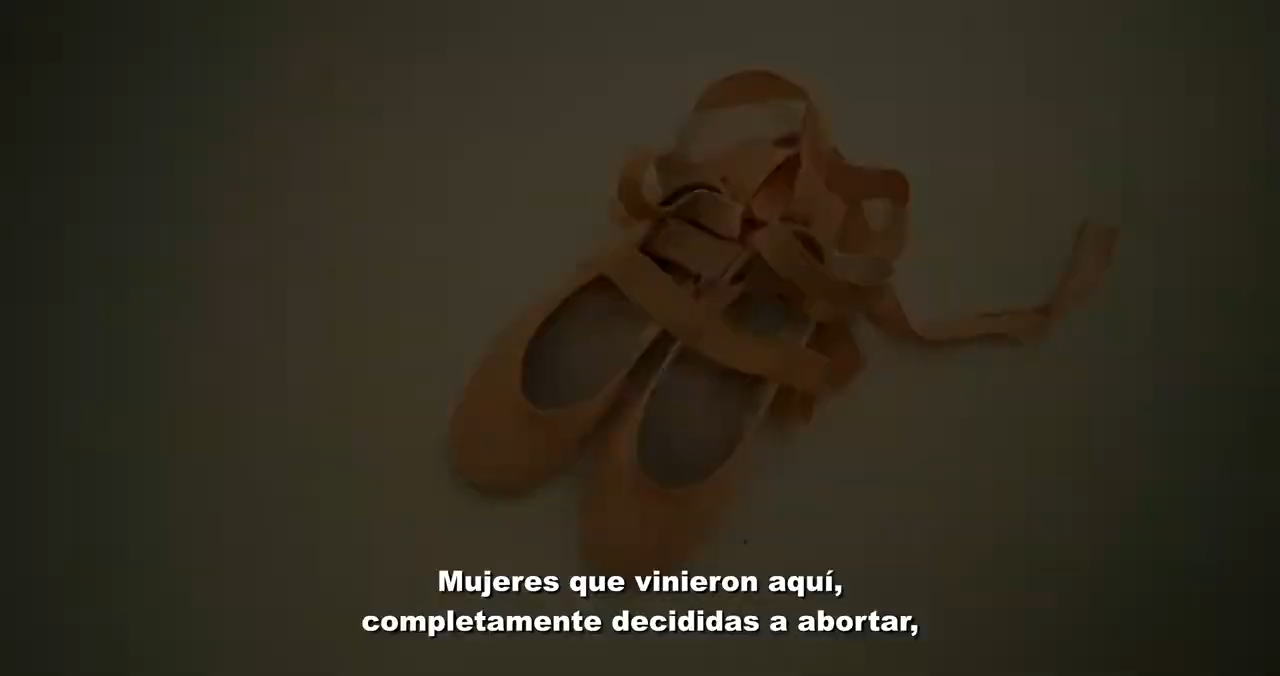 Mujeres que vinieron aquí,
completamente decididas a abortar,